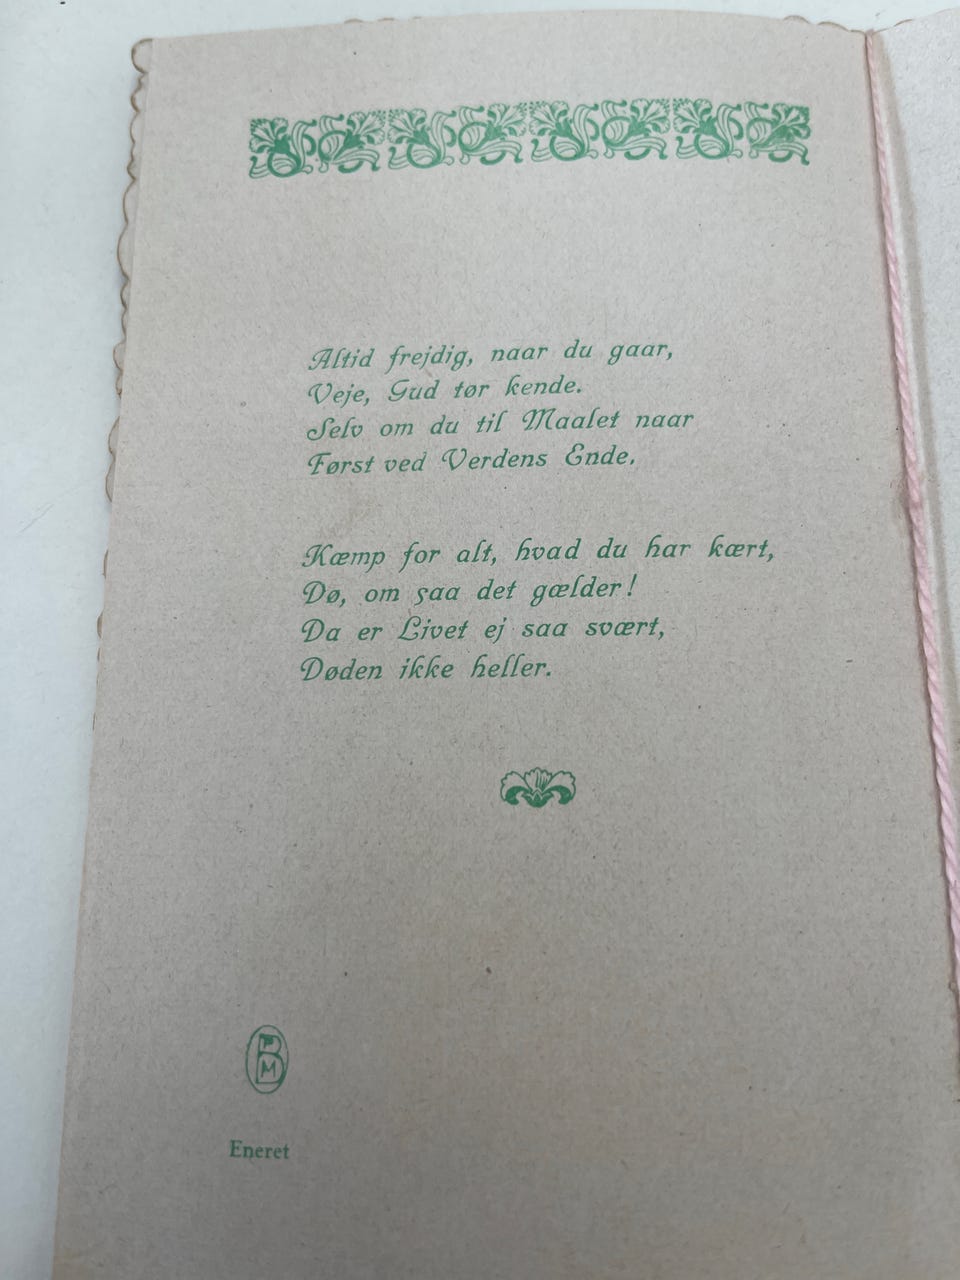 Altid frejdig, naar du gaar,
Veje, Gud tør kende.
Selv om du til Maalet naar
Først ved Verdens Ende.
Kæmp for alt, hvad du har kært,
Dø, om saa det gælder!
Da er Livet ej saa svært,
Døden ikke heller.
P
B
M
Eneret